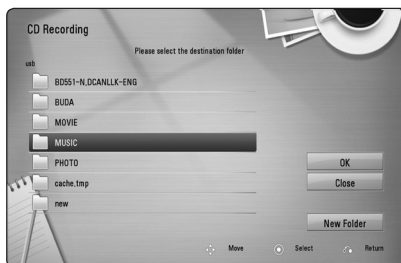 CD Recording
Please select the destination folder
usb
BD551-N,DCANLLK-ENG
BUDA
MOVIE
MUSIC
PHOTO
cache,tmp
new
OK
Close
New Folder
Move Select Return